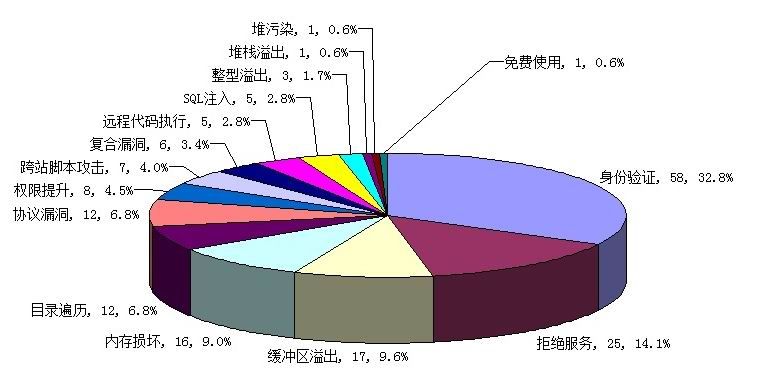 堆污染, 1, 0.6%
堆栈溢出, 1, 0.6%
免费使用, 1, 0.6%
整型溢出, 3, 1.7%
SQL注入, 5, 2.8%
远程代码执行, 5, 2.8%
复合漏洞, 6, 3.4%
跨站脚本攻击, 7, 4.0%
身份验证, 58, 32.8%
权限提升, 8, 4.5%
协议漏洞, 12, 6.8%
目录遍历, 12, 6.8%
内存损坏, 16, 9.0%
拒绝服务, 25, 14.1%
缓冲区溢出, 17, 9.6%